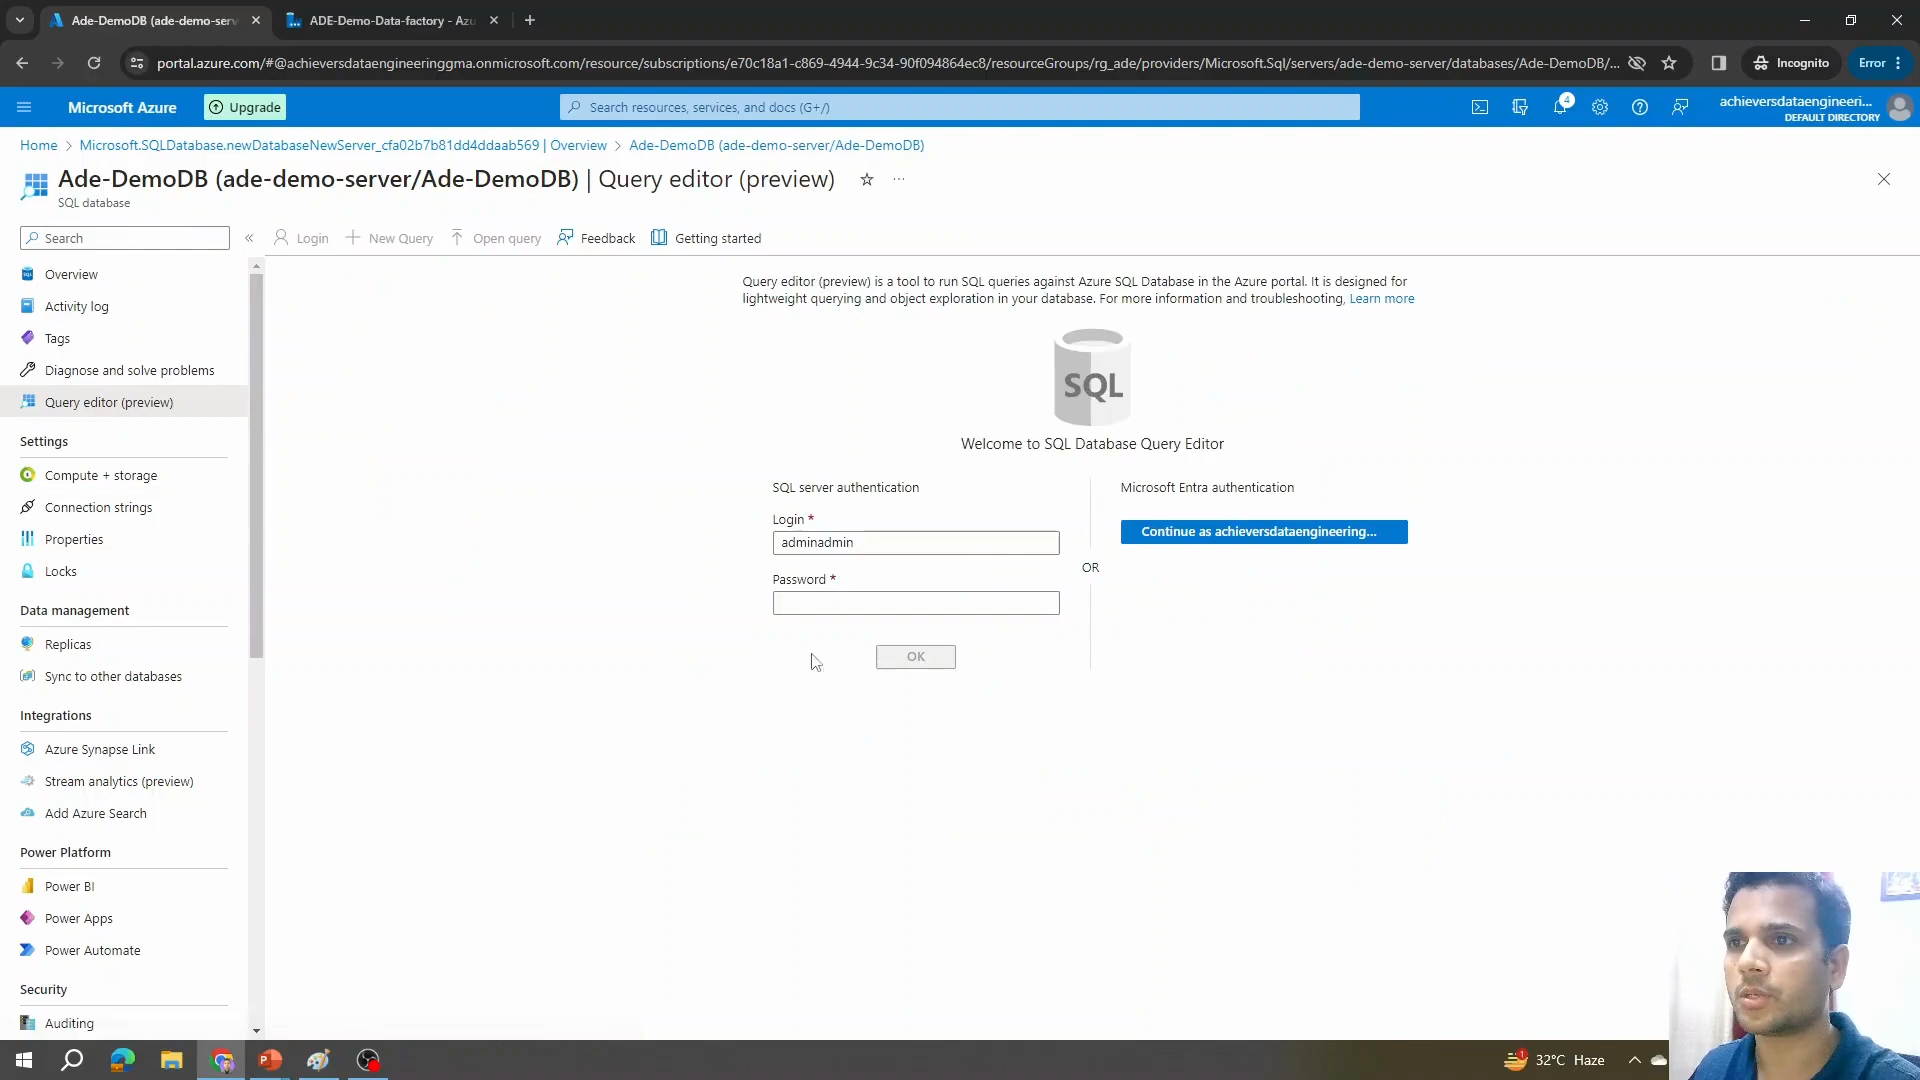 Ade-DemoDB (ade-demo-serv
ADE-Demo-Data-factory - Azu
portal.azure.com/#@achieversdataengineeringgma.onmicrosoft.com/resource/subscriptions/e70c18a1-c869-4944-9c34-90f094864ec8/resourceGroups/rg_ade/providers/Microsoft.Sql/servers/ade-demo-server/databases/Ade-DemoDB/...
Incognito
Error
Microsoft Azure
Upgrade
Search resources, services, and docs (G+/)
4
achieversdataengineeri...
DEFAULT DIRECTORY
Home > Microsoft.SQLDatabase.newDatabaseNewServer_cfa02b7b81dd4ddaab569 | Overview > Ade-DemoDB (ade-demo-server/Ade-DemoDB)
Ade-DemoDB (ade-demo-server/Ade-DemoDB) | Query editor (preview)
SQL database
Search
Login
New Query
Open query
Feedback
Getting started
Overview
Activity log
Tags
Diagnose and solve problems
Query editor (preview)
Settings
Compute + storage
Connection strings
Properties
Locks
Data management
Replicas
Sync to other databases
Integrations
Azure Synapse Link
Stream analytics (preview)
Add Azure Search
Power Platform
Power BI
Power Apps
Power Automate
Security
Auditing
Query editor (preview) is a tool to run SQL queries against Azure SQL Database in the Azure portal. It is designed for
lightweight querying and object exploration in your database. For more information and troubleshooting, Learn more
SQL
Welcome to SQL Database Query Editor
SQL server authentication
Login *
adminadmin
Password *
OK
OR
Microsoft Entra authentication
Continue as achieversdataengineering...
1
32°C Haze